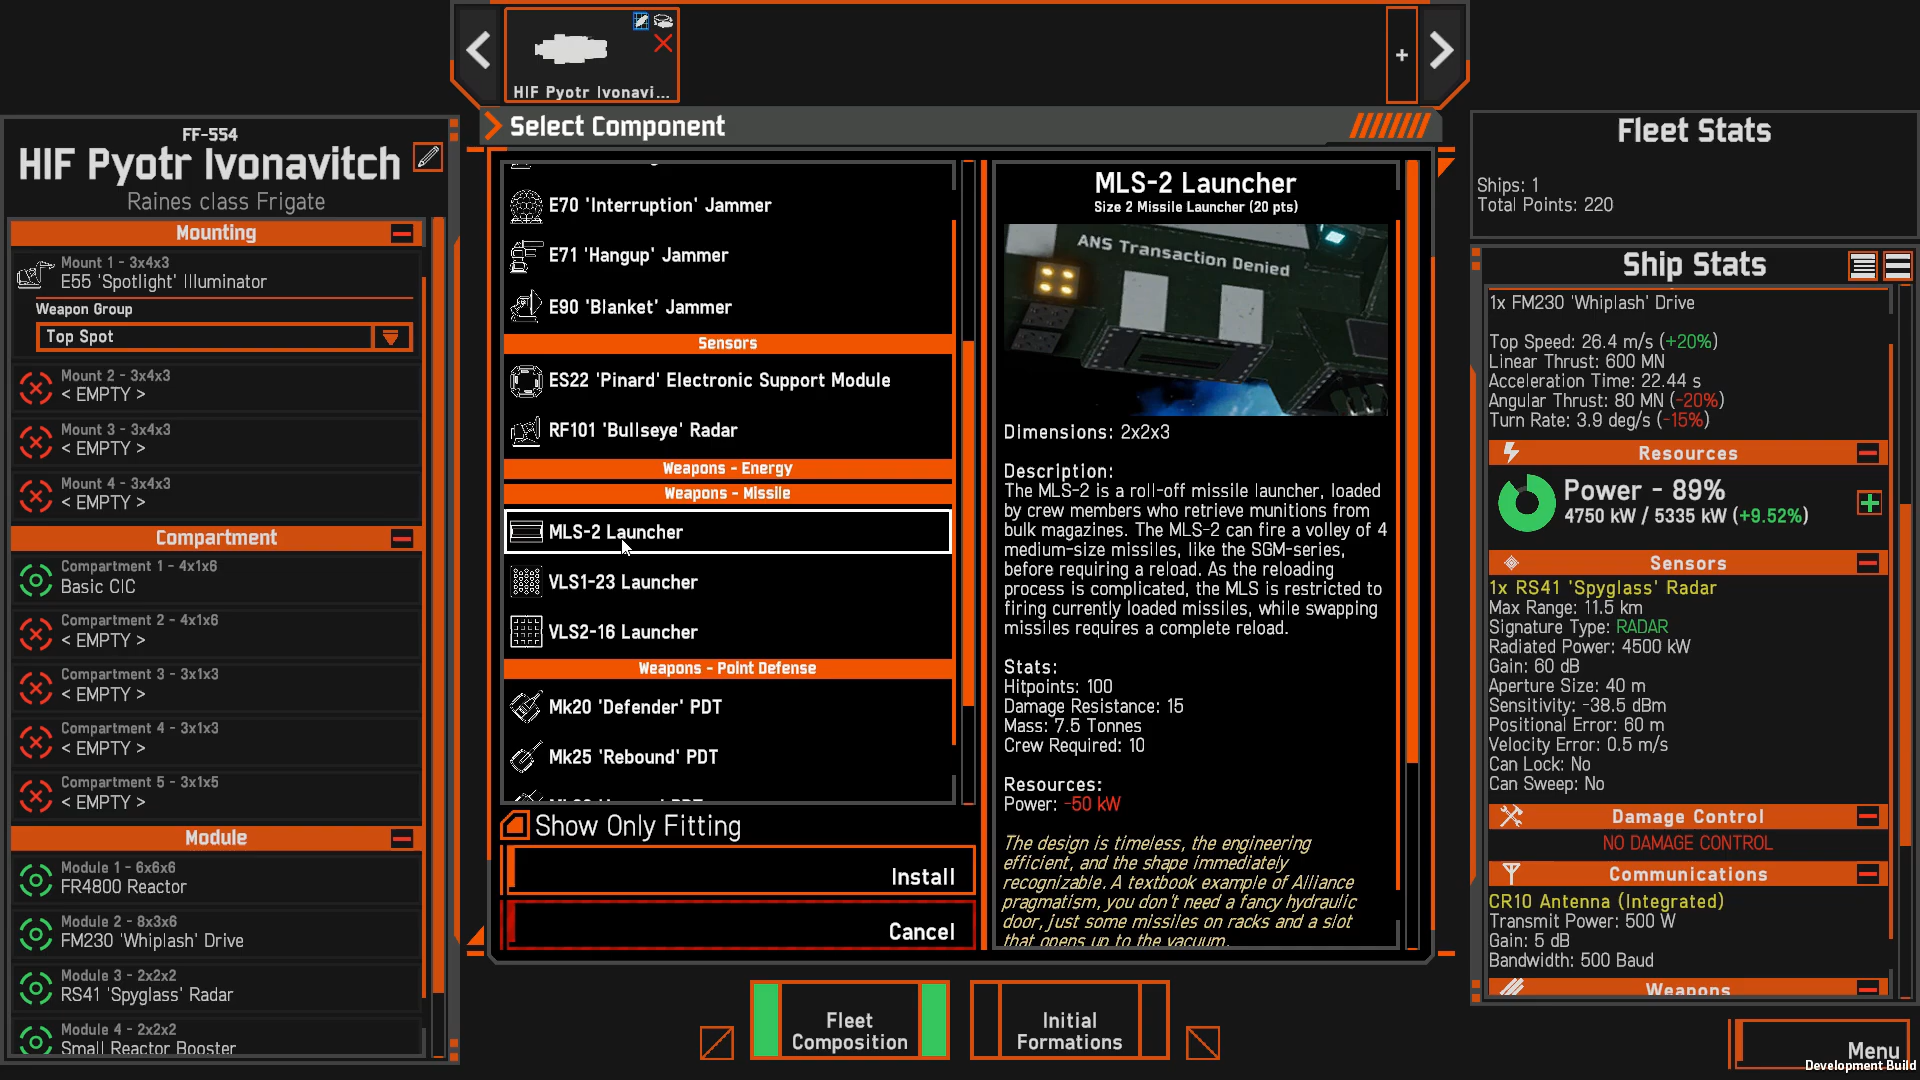 HIF Pyotr Ivonavi...
+
Select Component
FF-554
HIF Pyotr Ivonavitch
Raines class Frigate
Mounting
Mount 1 - 3x4x3
E55 'Spotlight' Illuminator
Weapon Group
Top Spot
Mount 2 - 3x4x3
< EMPTY >
Mount 3 - 3x4x3
< EMPTY >
Mount 4 - 3x4x3
< EMPTY >
Compartment
Compartment 1 - 4x1x6
Basic CIC
Compartment 2 - 4x1x6
< EMPTY >
Compartment 3 - 3x1x3
< EMPTY >
Compartment 4 - 3x1x3
< EMPTY >
Compartment 5 - 3x1x5
< EMPTY >
Module
Module 1 - 6x6x6
FR4800 Reactor
Module 2 - 8x3x6
FM230 'Whiplash' Drive
Module 3 - 2x2x2
RS41 'Spyglass' Radar
Module 4 - 2x2x2
Small Reactor Booster
E70 'Interruption' Jammer
E71 'Hangup' Jammer
E90 'Blanket' Jammer
Sensors
ES22 'Pinard' Electronic Support Module
RF101 'Bullseye' Radar
Weapons - Energy
Weapons - Missile
MLS-2 Launcher
VLS1-23 Launcher
VLS2-16 Launcher
Weapons - Point Defense
Mk20 'Defender' PDT
Mk25 'Rebound' PDT
Show Only Fitting
Install
Cancel
MLS-2 Launcher
Size 2 Missile Launcher (20 pts)
ANS Transaction Denied
Dimensions: 2x2x3
Description:
The MLS-2 is a roll-off missile launcher, loaded
by crew members who retrieve munitions from
bulk magazines. The MLS-2 can fire a volley of 4
medium-size missiles, like the SGM-series,
before requiring a reload. As the reloading
process is complicated, the MLS is restricted to
firing currently loaded missiles, while swapping
missiles requires a complete reload.
Stats:
Hitpoints: 100
Damage Resistance: 15
Mass: 7.5 Tonnes
Crew Required: 10
Resources:
Power: -50 kW
The design is timeless, the engineering
efficient, and the shape immediately
recognizable. A textbook example of Alliance
pragmatism, you don't need a fancy hydraulic
door, just some missiles on racks and a slot
that opens up to the vacuum.
Fleet Composition
Initial Formations
Fleet Stats
Ships: 1
Total Points: 220
Ship Stats
1x FM230 'Whiplash' Drive
Top Speed: 26.4 m/s (+20%)
Linear Thrust: 600 MN
Acceleration Time: 22.44 s
Angular Thrust: 80 MN (-20%)
Turn Rate: 3.9 deg/s (-15%)
Resources
Power - 89%
4750 kW / 5335 kW (+9.52%)
Sensors
1x RS41 'Spyglass' Radar
Max Range: 11.5 km
Signature Type: RADAR
Radiated Power: 4500 kW
Gain: 60 dB
Aperture Size: 40 m
Sensitivity: -38.5 dBm
Positional Error: 60 m
Velocity Error: 0.5 m/s
Can Lock: No
Can Sweep: No
Damage Control
NO DAMAGE CONTROL
Communications
CR10 Antenna (Integrated)
Transmit Power: 500 W
Gain: 5 dB
Bandwidth: 500 Baud
Weapons
Menu
Development Build